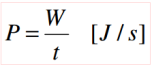 P = W/t [J/s]